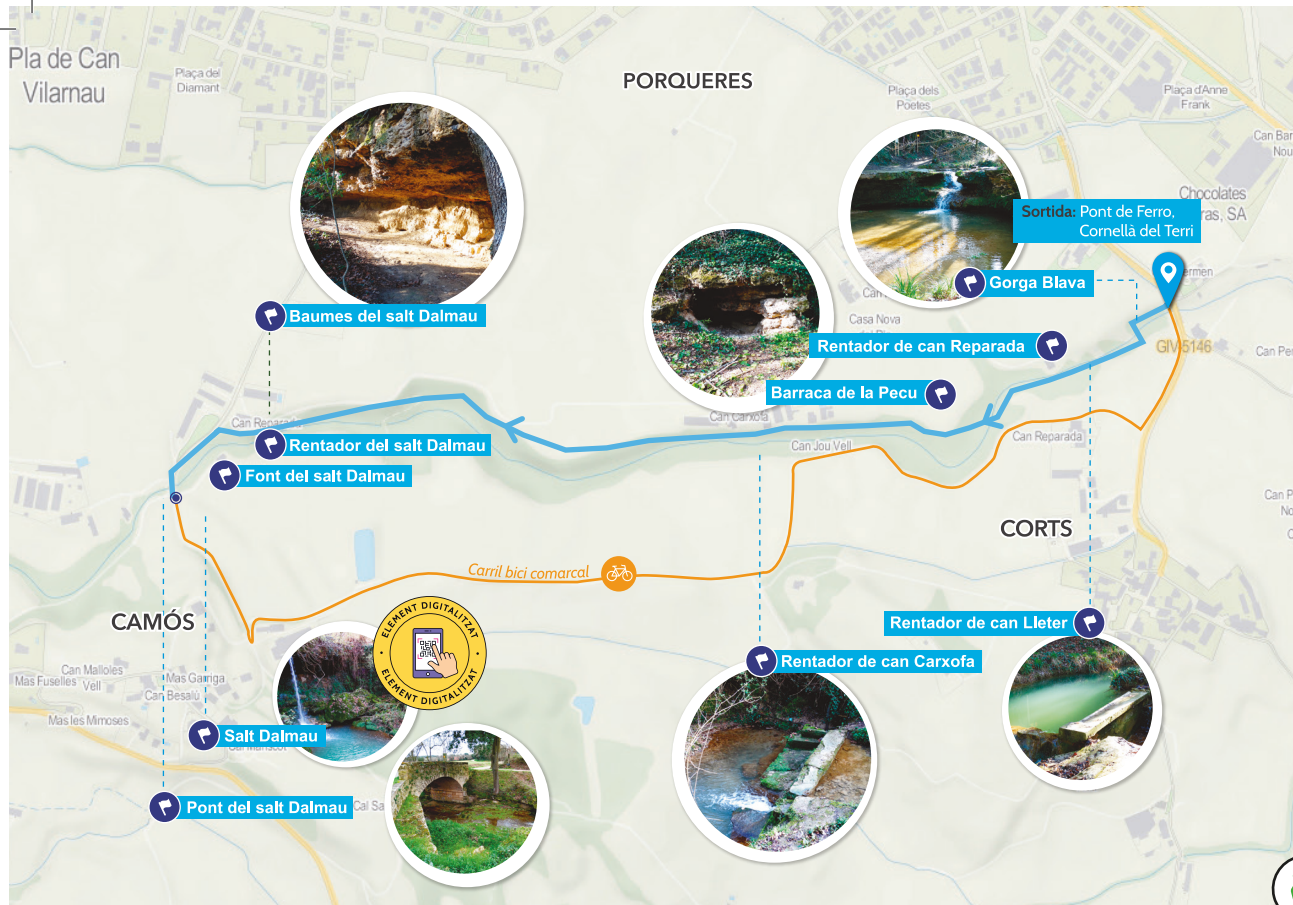 Pla de Can
Vilarnau
Plaça del
Diamant
PORQUERES
Plaça dels
Poetes
Plaça d'Anne
Frank
Can Bar
Nou
Chocolates
ras, SA
Sortida: Pont de Ferro,
Cornellà del Terri
ermen
Gorga Blava
Casa Nova
Baumes del salt Dalmau
Rentador de can Reparada
GIV-5146
Can Per
Barraca de la Pecu
Can Carxofa
Can Reparada
Rentador del salt Dalmau
Can Jou Vell
Can Reparada
Font del salt Dalmau
Can P
No
CORTS
Carril bici comarcal
ELEMENT DIGITALITZAT
ELEMENT DIGITALITZAT
CAMÓS
Rentador de can Lleter
Rentador de can Carxofa
Can Malloles
Vell
Mas Fuselles
Mas Garriga
Can Besalú
Mas les Mimoses
Salt Dalmau
Pont del salt Dalmau
Cal Sa